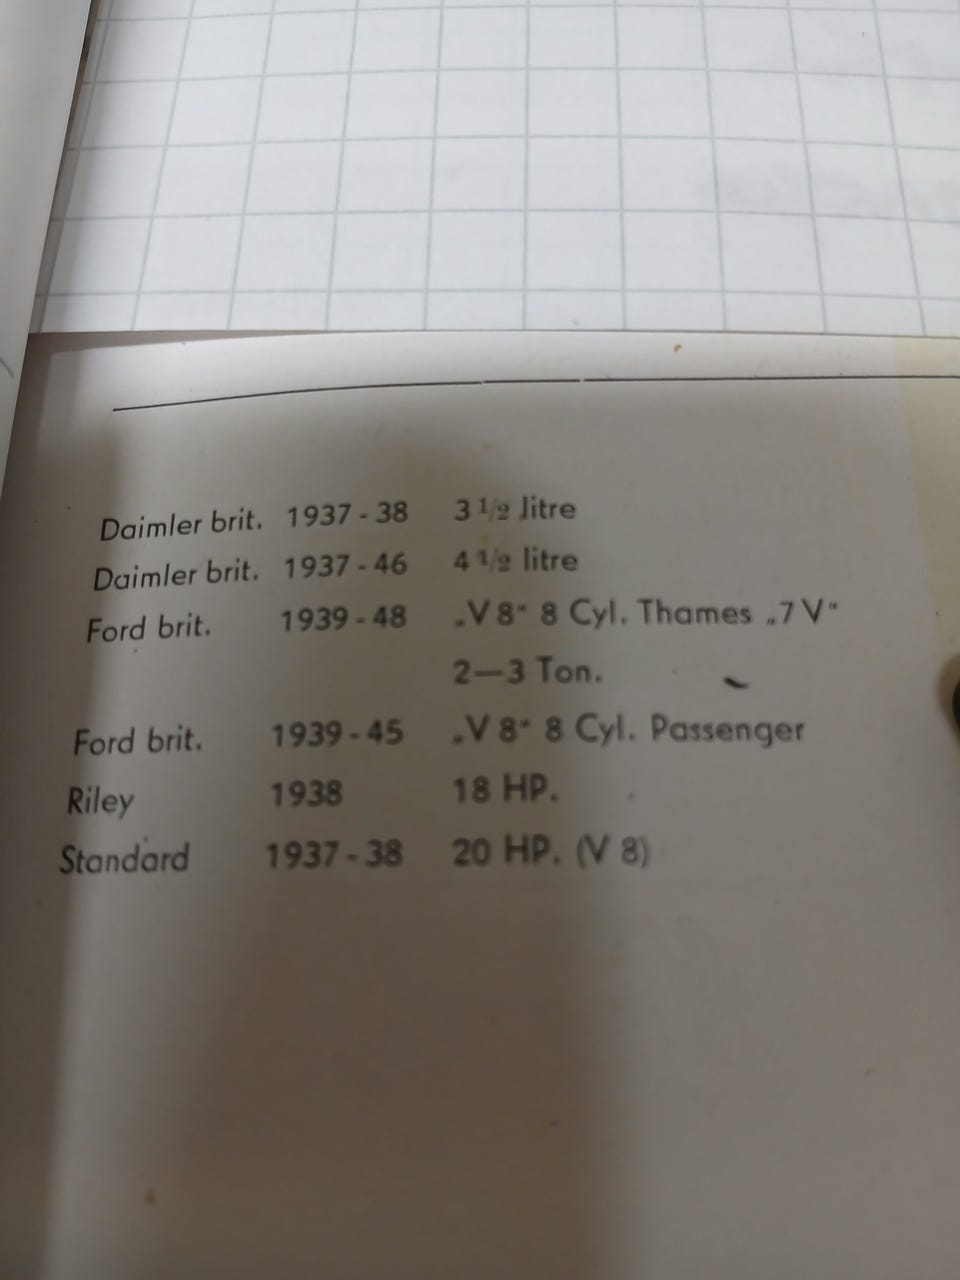 Daimler brit. 1937-38 3 1/2 litre
Daimler brit. 1937-46 4 1/2 litre
Ford brit. 1939-48 „V 8“ 8 Cyl. Thames „7 V“
2—3 Ton.
Ford brit. 1939-45 „V 8“ 8 Cyl. Passenger
Riley 1938 18 HP.
Standard 1937-38 20 HP. (V 8)